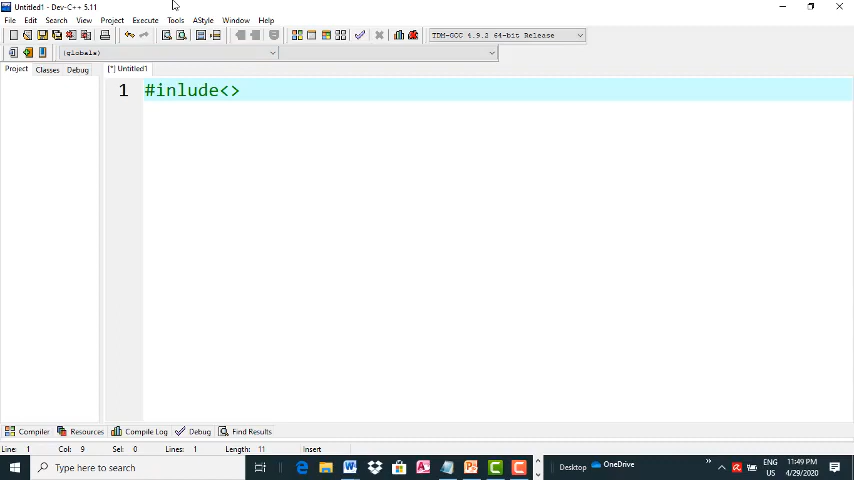 Untitled1 - Dev-C++ 5.11
File Edit Search View Project Execute Tools AStyle Window Help
TDM-GCC 4.9.2 64-bit Release
(globals)
Project Classes Debug [*] Untitled1
1 #inlude<>
Compiler Resources Compile Log Debug Find Results
Line: 1 Col: 9 Sel: 0 Lines: 1 Length: 11 Insert
Type here to search Desktop OneDrive ENG 11:49 PM
US 4/29/2020